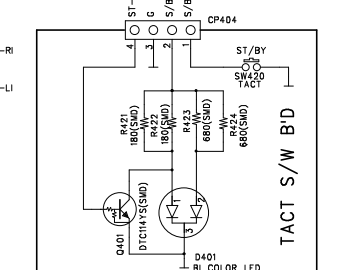 ST-
G
S/B
S/B
CP404
4
3
2
1
-RI
-LI
ST/BY
SW420
TACT
R421
180(SMD)
R422
180(SMD)
R423
680(SMD)
R424
680(SMD)
TACT S/W B'D
Q401
DTC114YS(SMD)
1
2
3
D401
BI COLOR LED